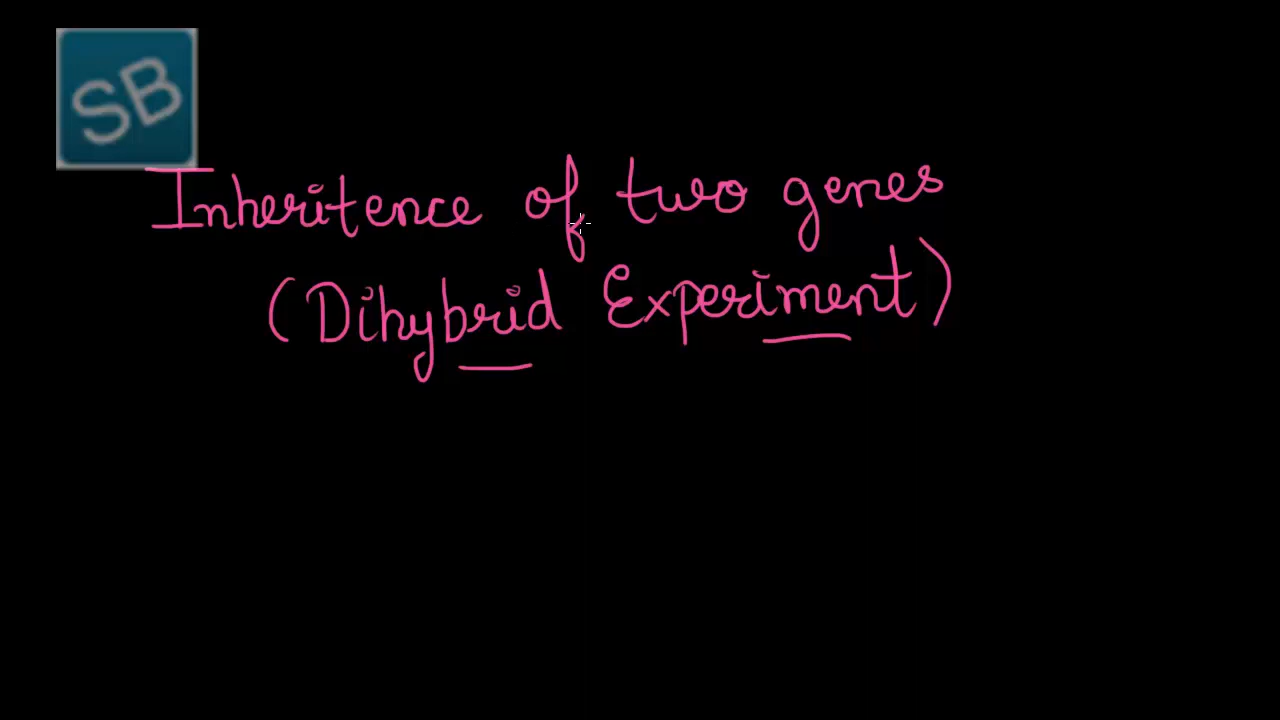 SB
Inheritence of two genes
(Dihybrid Experiment)